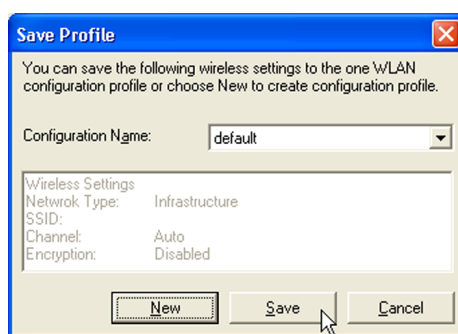 Save Profile
You can save the following wireless settings to the one WLAN
configuration profile or choose New to create configuration profile.
Configuration Name:
default
Wireless Settings
Netwrok Type: Infrastructure
SSID:
Channel: Auto
Encryption: Disabled
New Save Cancel